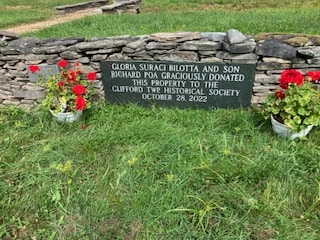 GLORIA SURACI BILOTTA AND SON
RICHARD POA GRACIOUSLY DONATED
THIS PROPERTY TO THE
CLIFFORD TWP HISTORICAL SOCIETY
OCTOBER 28, 2022